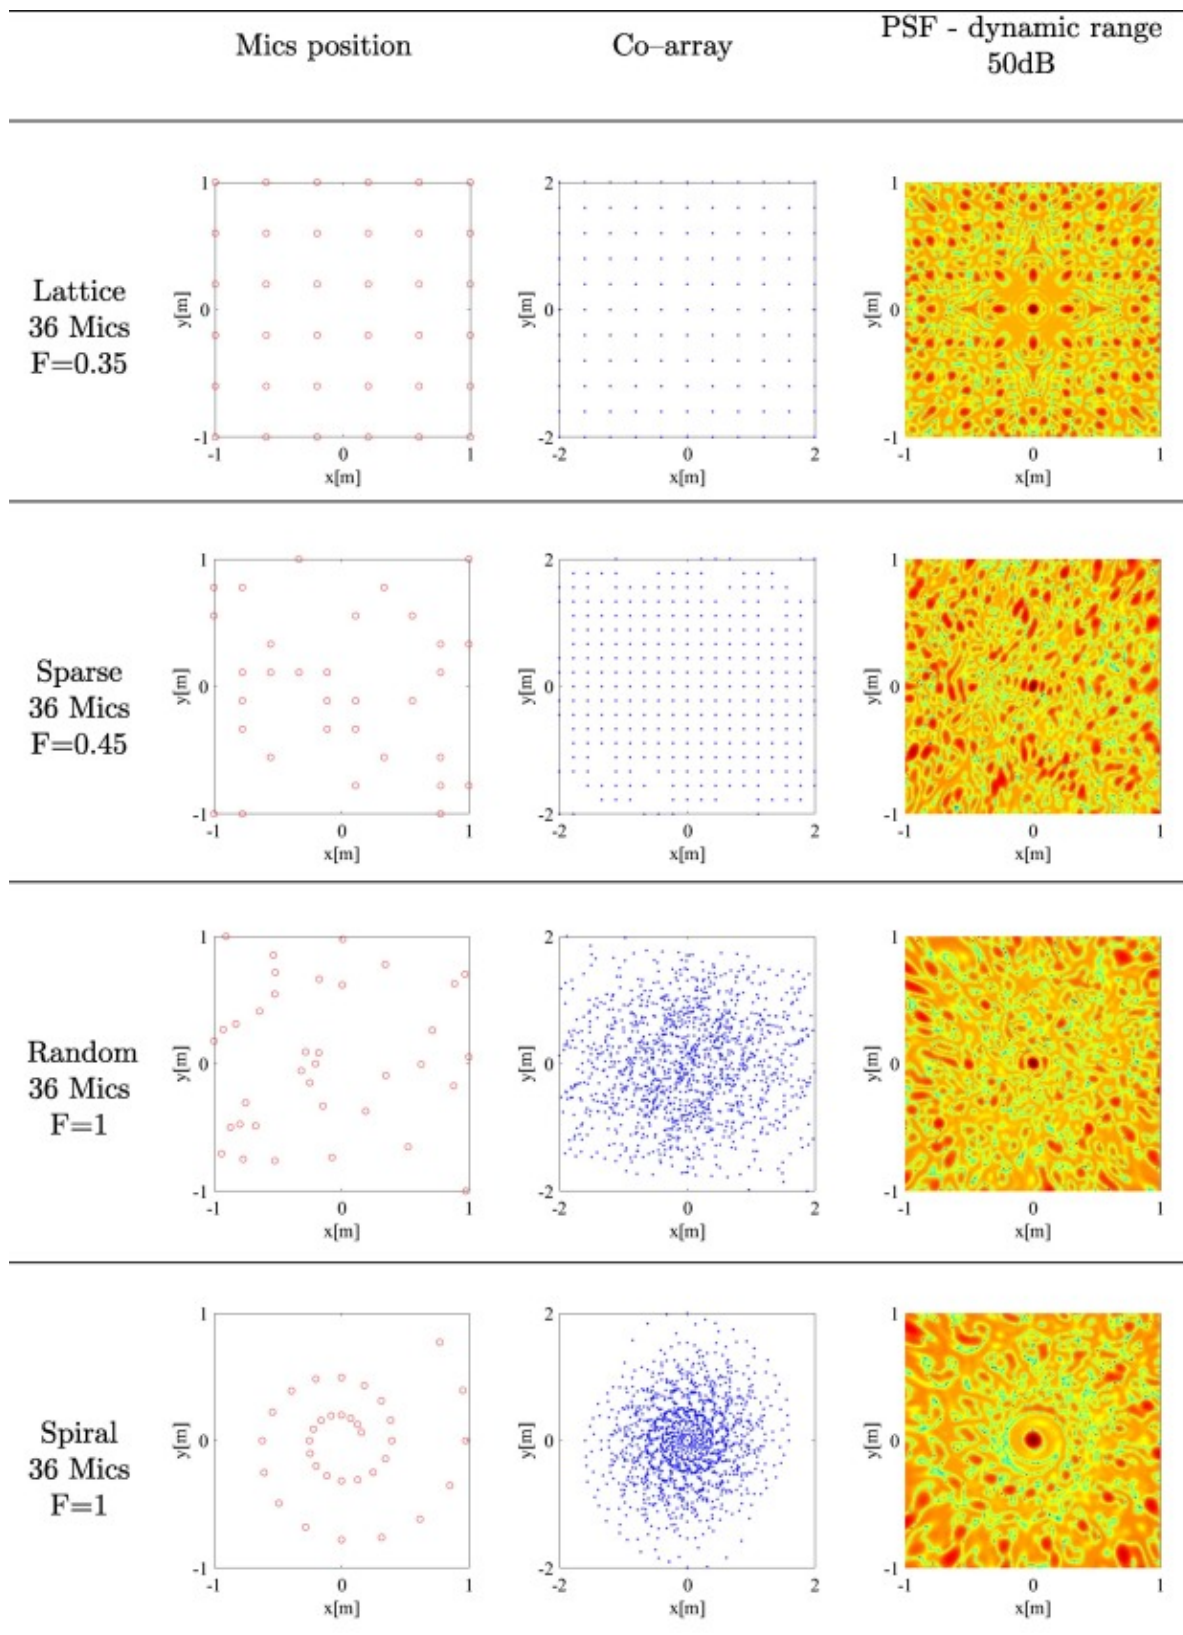 Mics position
Co–array
PSF - dynamic range
50dB
Lattice
36 Mics
F=0.35
1
0
-1
y[m]
-1 0 1
x[m]
2
0
-2
y[m]
-2 0 2
x[m]
1
0
-1
y[m]
-1 0 1
x[m]
Sparse
36 Mics
F=0.45
1
0
-1
y[m]
-1 0 1
x[m]
2
0
-2
y[m]
-2 0 2
x[m]
1
0
-1
y[m]
-1 0 1
x[m]
Random
36 Mics
F=1
1
0
-1
y[m]
-1 0 1
x[m]
2
0
-2
y[m]
-2 0 2
x[m]
1
0
-1
y[m]
-1 0 1
x[m]
Spiral
36 Mics
F=1
1
0
-1
y[m]
-1 0 1
x[m]
2
0
-2
y[m]
-2 0 2
x[m]
1
0
-1
y[m]
-1 0 1
x[m]